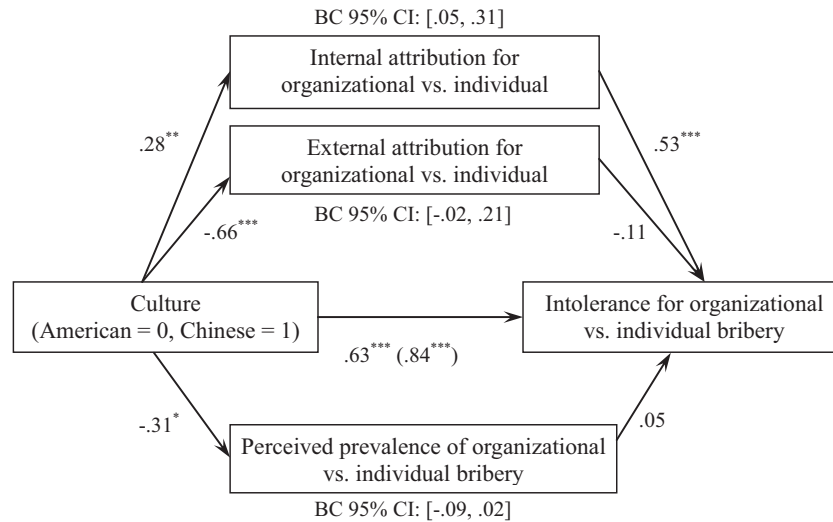 BC 95% CI: [.05, .31]
Internal attribution for
organizational vs. individual
.28**
.53***
External attribution for
organizational vs. individual
BC 95% CI: [-.02, .21]
-.66***
-.11
Culture
(American = 0, Chinese = 1)
Intolerance for organizational
vs. individual bribery
.63*** (.84***)
-.31*
.05
Perceived prevalence of organizational
vs. individual bribery
BC 95% CI: [-.09, .02]